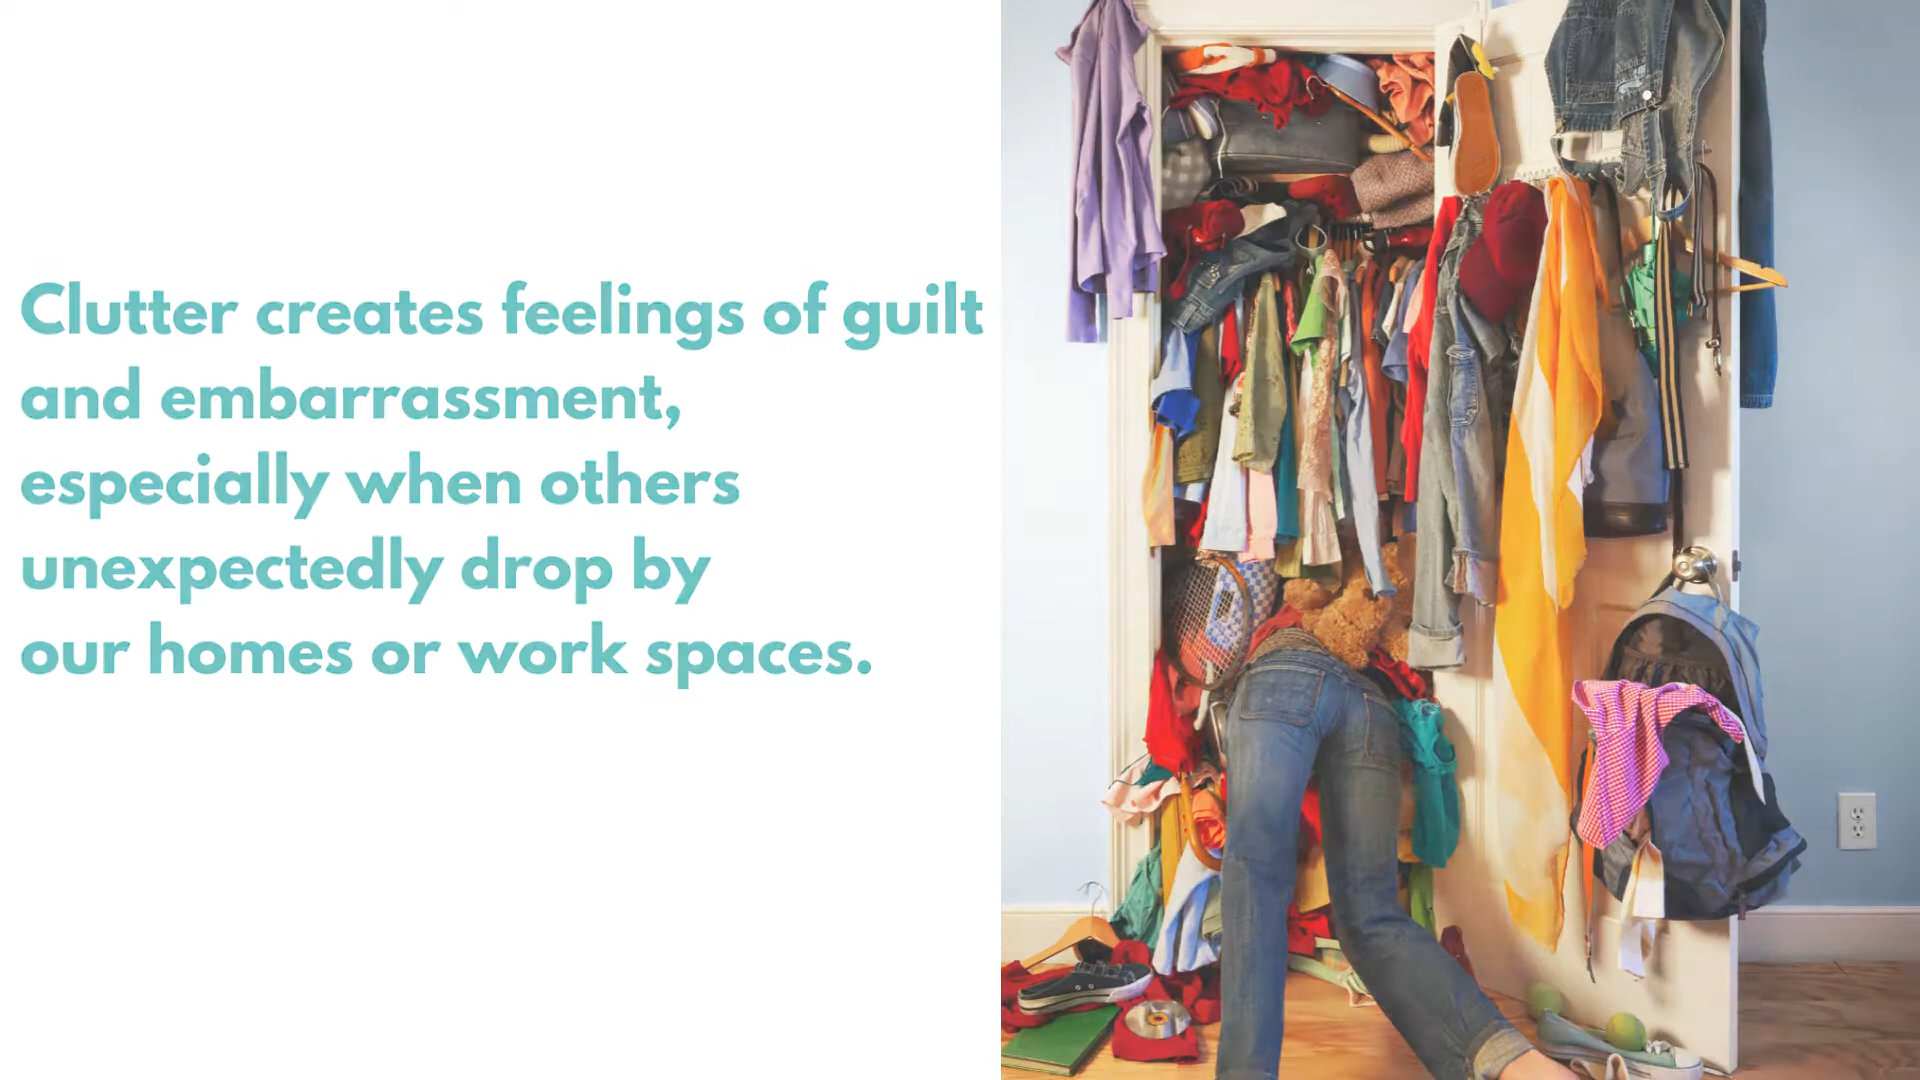 Clutter creates feelings of guilt
and embarrassment,
especially when others
unexpectedly drop by
our homes or work spaces.